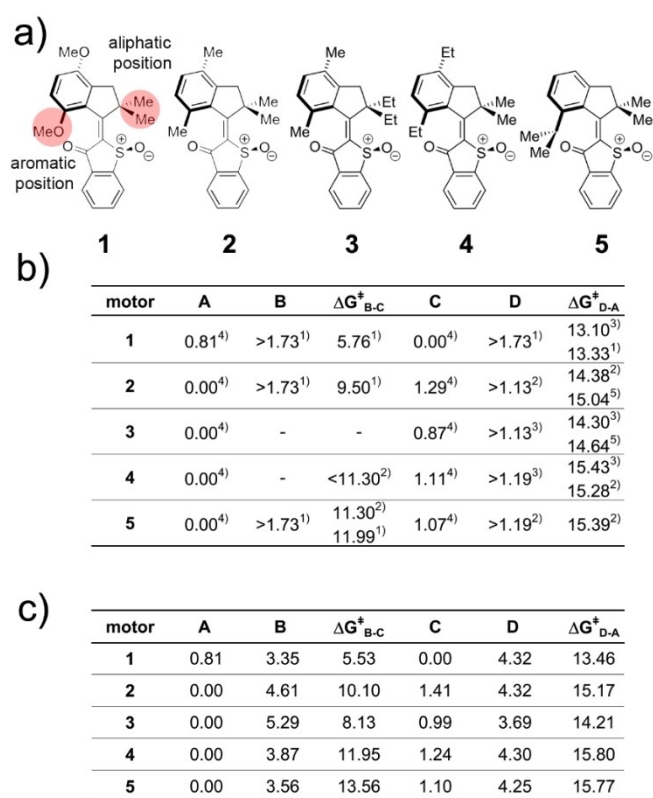 a)
MeO
aliphatic
position
Me
Me
MeO
aromatic
position
O
S
+
O
−
Me
Me
Me
Me
O
S
+
O
−
Me
Et
Et
Me
O
S
+
O
−
Et
Me
Me
Et
O
S
+
O
−
Me
Me
Me
Me
O
S
+
O
−
1 2 3 4 5
b)
motor A B ΔG‡B-C C D ΔG‡D-A
1 0.81⁴⁾ >1.73¹⁾ 5.76¹⁾ 0.00⁴⁾ >1.73¹⁾ 13.10³⁾
13.33¹⁾
2 0.00⁴⁾ >1.73¹⁾ 9.50¹⁾ 1.29⁴⁾ >1.13²⁾ 14.38²⁾
15.04⁵⁾
3 0.00⁴⁾ - - 0.87⁴⁾ >1.13³⁾ 14.30³⁾
14.64⁵⁾
4 0.00⁴⁾ - <11.30²⁾ 1.11⁴⁾ >1.19³⁾ 15.43³⁾
15.28²⁾
5 0.00⁴⁾ >1.73¹⁾ 11.30²⁾ 1.07⁴⁾ >1.19²⁾ 15.39²⁾
11.99¹⁾
c)
motor A B ΔG‡B-C C D ΔG‡D-A
1 0.81 3.35 5.53 0.00 4.32 13.46
2 0.00 4.61 10.10 1.41 4.32 15.17
3 0.00 5.29 8.13 0.99 3.69 14.21
4 0.00 3.87 11.95 1.24 4.30 15.80
5 0.00 3.56 13.56 1.10 4.25 15.77